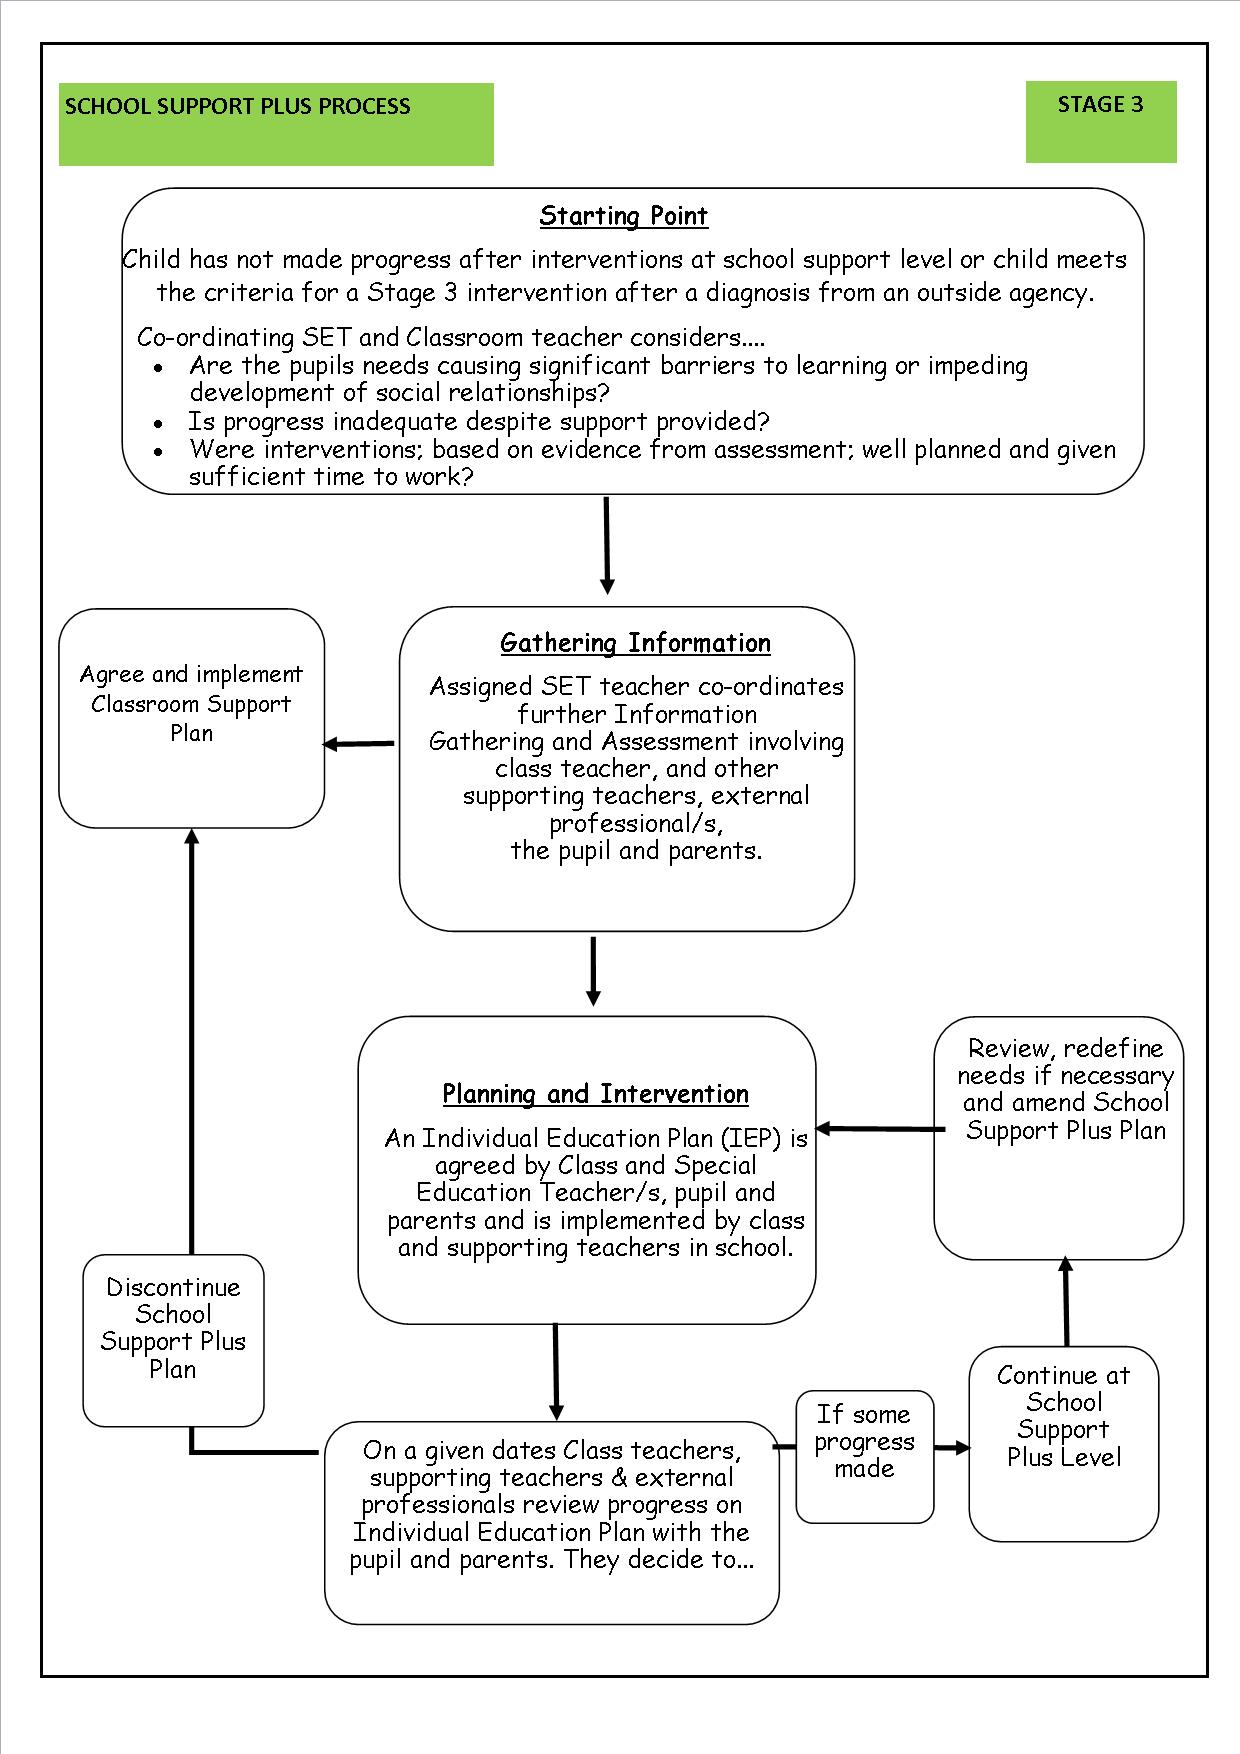 SCHOOL SUPPORT PLUS PROCESS
STAGE 3
Starting Point
Child has not made progress after interventions at school support level or child meets
the criteria for a Stage 3 intervention after a diagnosis from an outside agency.
Co-ordinating SET and Classroom teacher considers....
• Are the pupils needs causing significant barriers to learning or impeding
development of social relationships?
• Is progress inadequate despite support provided?
• Were interventions; based on evidence from assessment; well planned and given
sufficient time to work?
Agree and implement
Classroom Support
Plan
Gathering Information
Assigned SET teacher co-ordinates
further Information
Gathering and Assessment involving
class teacher, and other
supporting teachers, external
professional/s,
the pupil and parents.
Planning and Intervention
An Individual Education Plan (IEP) is
agreed by Class and Special
Education Teacher/s, pupil and
parents and is implemented by class
and supporting teachers in school.
Review, redefine
needs if necessary
and amend School
Support Plus Plan
Discontinue
School
Support Plus
Plan
On a given dates Class teachers,
supporting teachers & external
professionals review progress on
Individual Education Plan with the
pupil and parents. They decide to...
If some
progress
made
Continue at
School
Support
Plus Level